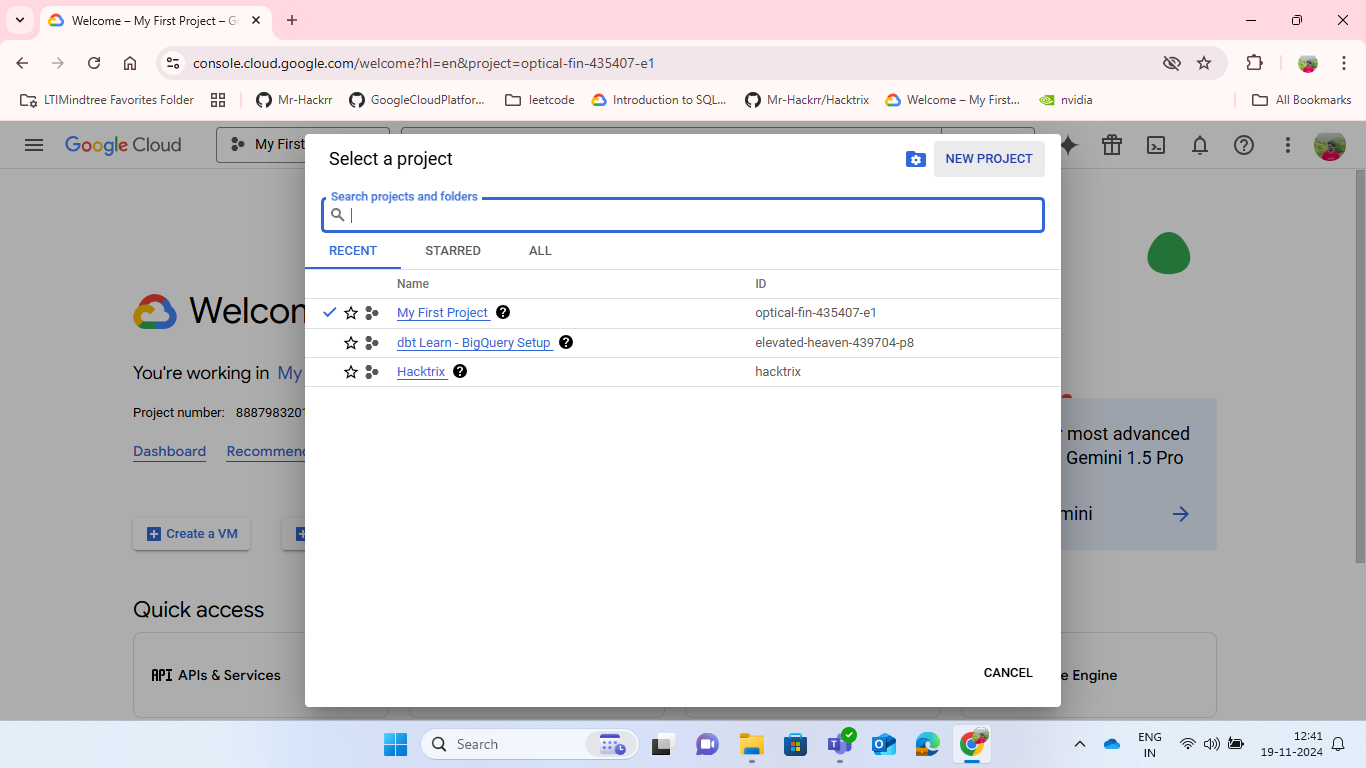 Welcome – My First Project – G
console.cloud.google.com/welcome?hl=en&project=optical-fin-435407-e1
LTIMindtree Favorites Folder
Mr-Hackrr
GoogleCloudPlatfor...
leetcode
Introduction to SQL...
Mr-Hackrr/Hacktrix
Welcome – My First...
nvidia
All Bookmarks
Google Cloud
My First
Select a project
NEW PROJECT
Search projects and folders
RECENT
STARRED
ALL
Name
ID
My First Project
optical-fin-435407-e1
dbt Learn - BigQuery Setup
elevated-heaven-439704-p8
Hacktrix
hacktrix
CANCEL
Welcom
You're working in My
Project number: 888798320
Dashboard
Recommen
most advanced
Gemini 1.5 Pro
mini
Create a VM
Quick access
API APIs & Services
e Engine
Search
ENG
IN
12:41
19-11-2024